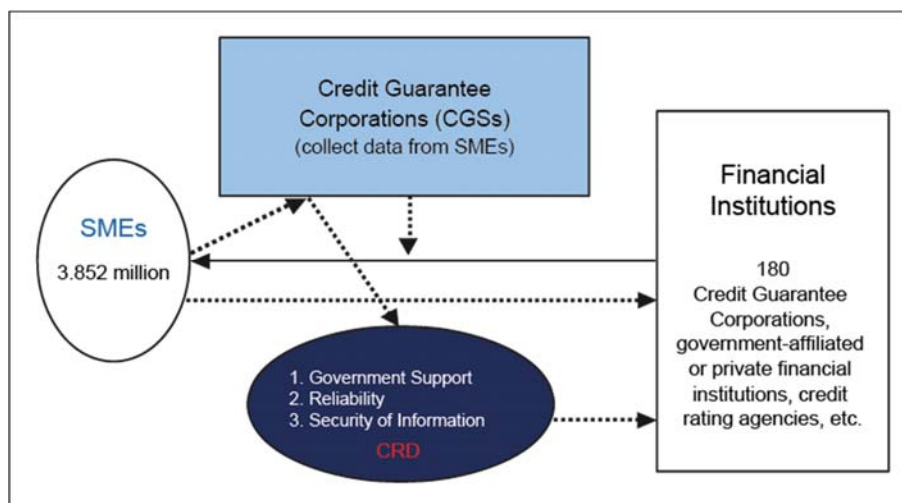 Credit Guarantee
Corporations (CGSs)
(collect data from SMEs)
SMEs
3.852 million
Financial
Institutions
180
Credit Guarantee
Corporations,
government-affiliated
or private financial
institutions, credit
rating agencies, etc.
1. Government Support
2. Reliability
3. Security of Information
CRD